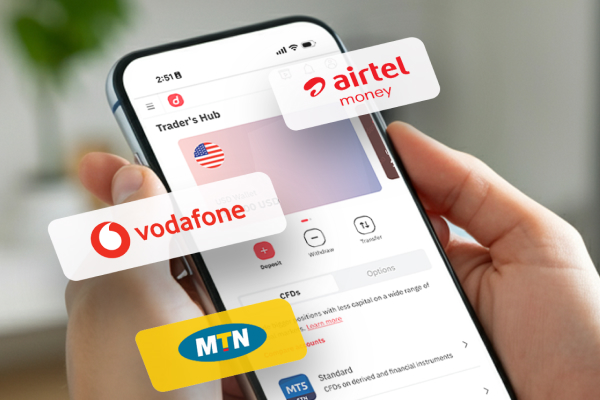 2:51
d
airtel
money
Trader's Hub
USD
vodafone
Deposit
Withdraw
Transfer
CFDs
Options
positions with less capital on a wide range of
Learn more
MTN
Standard
CFDs on derived and financial instruments
MT5